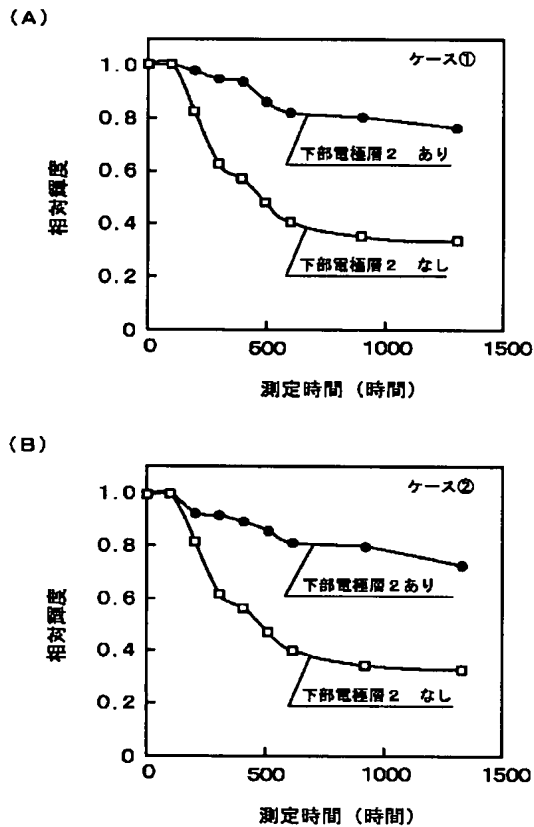 (A)
ケース①
1.0
0.8
0.6
0.4
0.2
0
相対輝度
下部電極層2 あり
下部電極層2 なし
0 500 1000 1500
測定時間（時間）
(B)
ケース②
1.0
0.8
0.6
0.4
0.2
0
相対輝度
下部電極層2あり
下部電極層2 なし
0 500 1000 1500
測定時間（時間）